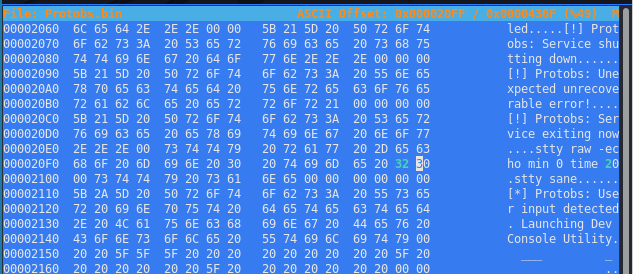 File: Protobs.bin ASCII Offset: 0x000020FF / 0x0000430F (%49) M
00002060 6C 65 64 2E 2E 2E 00 00 5B 21 5D 20 50 72 6F 74 led.....[!] Prot
00002070 6F 62 73 3A 20 53 65 72 76 69 63 65 20 73 68 75 obs: Service shu
00002080 74 74 69 6E 67 20 64 6F 77 6E 2E 2E 2E 00 00 00 tting down......
00002090 5B 21 5D 20 50 72 6F 74 6F 62 73 3A 20 55 6E 65 [!] Protobs: Une
000020A0 78 70 65 63 74 65 64 20 75 6E 72 65 63 6F 76 65 xpected unrecove
000020B0 72 61 62 6C 65 20 65 72 72 6F 72 21 00 00 00 00 rable error!....
000020C0 5B 21 5D 20 50 72 6F 74 6F 62 73 3A 20 53 65 72 [!] Protobs: Ser
000020D0 76 69 63 65 20 65 78 69 74 69 6E 67 20 6E 6F 77 vice exiting now
000020E0 2E 2E 2E 00 73 74 74 79 20 72 61 77 20 2D 65 63 ....stty raw -ec
000020F0 68 6F 20 6D 69 6E 20 30 20 74 69 6D 65 20 32 30 ho min 0 time 20
00002100 00 73 74 74 79 20 73 61 6E 65 00 00 00 00 00 00 .stty sane......
00002110 5B 2A 5D 20 50 72 6F 74 6F 62 73 3A 20 55 73 65 [*] Protobs: Use
00002120 72 20 69 6E 70 75 74 20 64 65 74 65 63 74 65 64 r input detected
00002130 2E 20 4C 61 75 6E 63 68 69 6E 67 20 44 65 76 20 . Launching Dev
00002140 43 6F 6E 73 6F 6C 65 20 55 74 69 6C 69 74 79 00 Console Utility.
00002150 20 20 5F 5F 5F 20 20 20 20 20 20 20 20 20 5F 20 ___ _
00002160 20 20 20 20 20 5F 20 20 20 20 20 20 20 20 00 00 ..